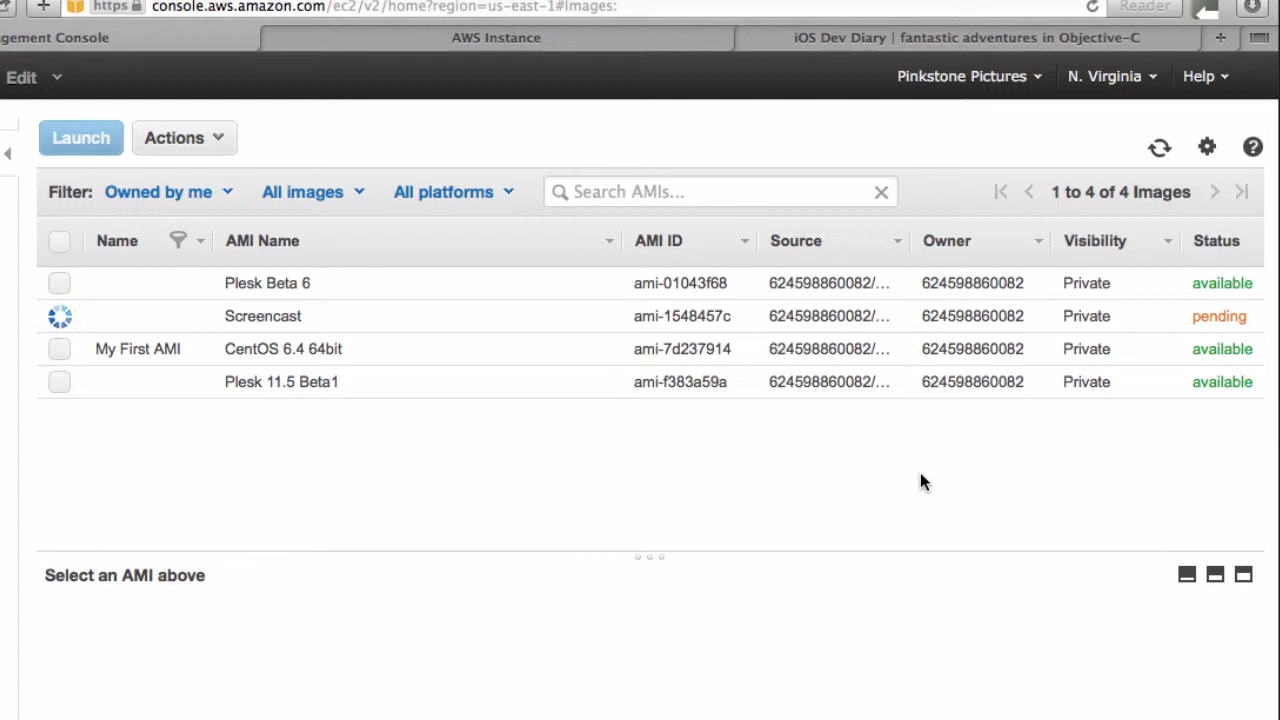 https console.aws.amazon.com/ec2/v2/home?region=us-east-1#Images: Reader
gement Console AWS Instance iOS Dev Diary | fantastic adventures in Objective-C
Edit Pinkstone Pictures N. Virginia Help
Launch Actions
Filter: Owned by me All images All platforms Search AMIs... 1 to 4 of 4 Images
Name AMI Name AMI ID Source Owner Visibility Status
Plesk Beta 6 ami-01043f68 624598860082/... 624598860082 Private available
Screencast ami-1548457c 624598860082/... 624598860082 Private pending
My First AMI CentOS 6.4 64bit ami-7d237914 624598860082/... 624598860082 Private available
Plesk 11.5 Beta1 ami-f383a59a 624598860082/... 624598860082 Private available
Select an AMI above